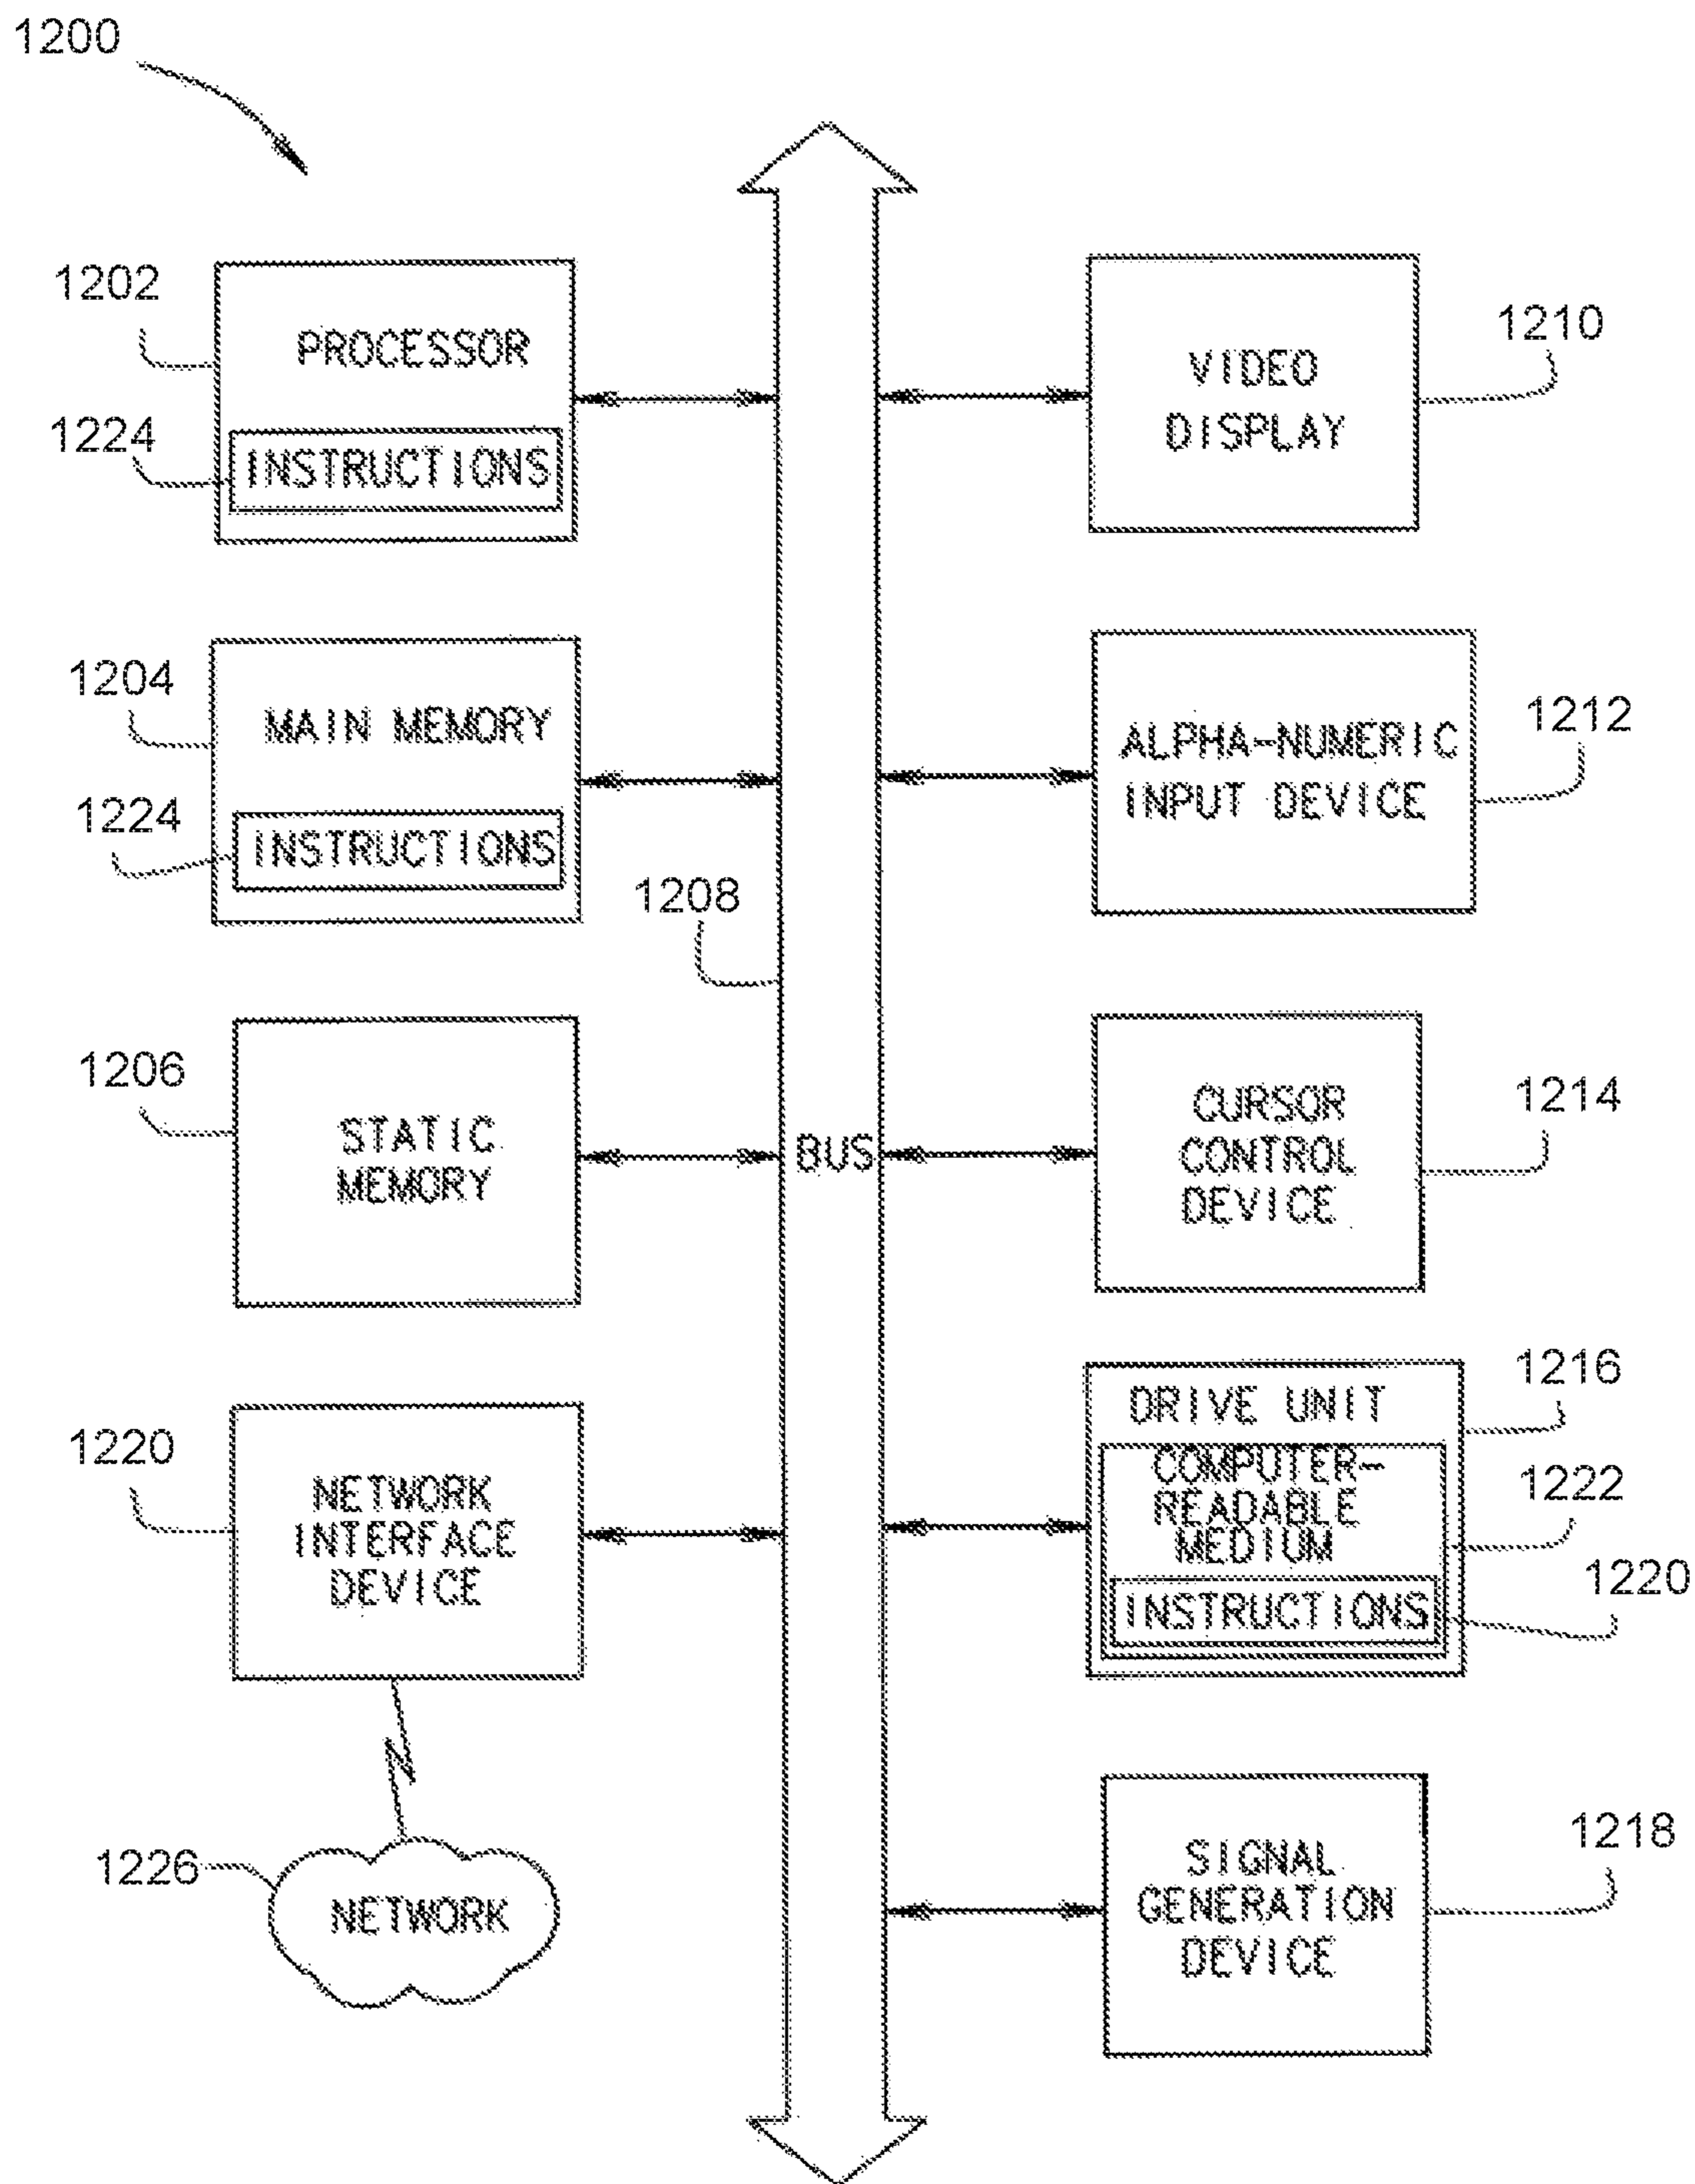 1200
1202
PROCESSOR
1224
INSTRUCTIONS
1204
MAIN MEMORY
1224
INSTRUCTIONS
1206
STATIC
MEMORY
1220
NETWORK
INTERFACE
DEVICE
1226
NETWORK
1208
BUS
1210
VIDEO
DISPLAY
1212
ALPHA-NUMERIC
INPUT DEVICE
1214
CURSOR
CONTROL
DEVICE
1216
DRIVE UNIT
1222
COMPUTER-
READABLE
MEDIUM
1220
INSTRUCTIONS
1218
SIGNAL
GENERATION
DEVICE